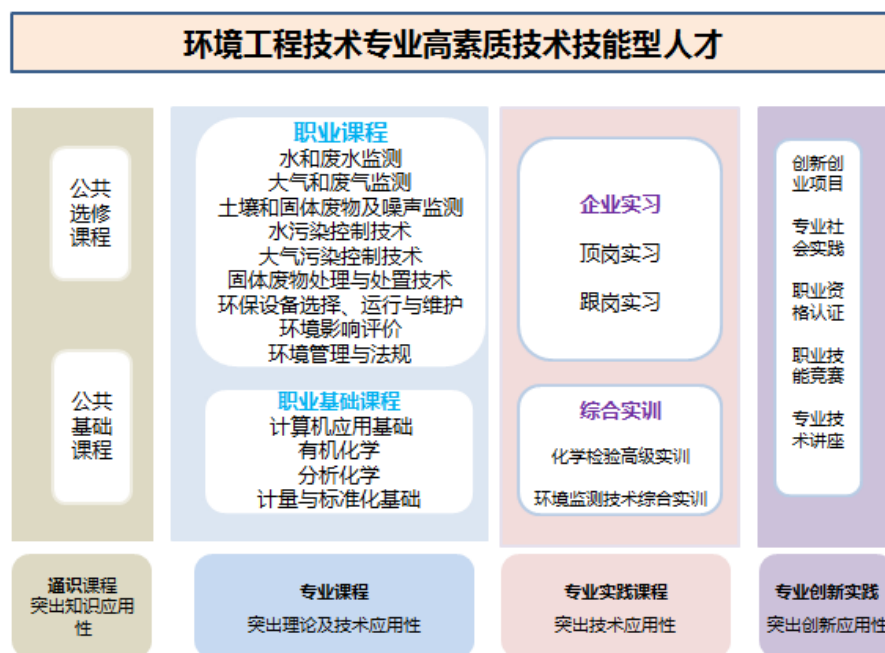 环境工程技术专业高素质技术技能型人才
公共
选修
课程
公共
基础
课程
职业课程
水和废水监测
大气和废气监测
土壤和固体废物及噪声监测
水污染控制技术
大气污染控制技术
固体废物处理与处置技术
环保设备选择、运行与维护
环境影响评价
环境管理与法规
职业基础课程
计算机应用基础
有机化学
分析化学
计量与标准化基础
企业实习
顶岗实习
跟岗实习
综合实训
化学检验高级实训
环境监测技术综合实训
创新创
业项目
专业社
会实践
职业资
格认证
职业技
能竞赛
专业技
术讲座
通识课程
突出知识应用
性
专业课程
突出理论及技术应用性
专业实践课程
突出技术应用性
专业创新实践
突出创新应用性